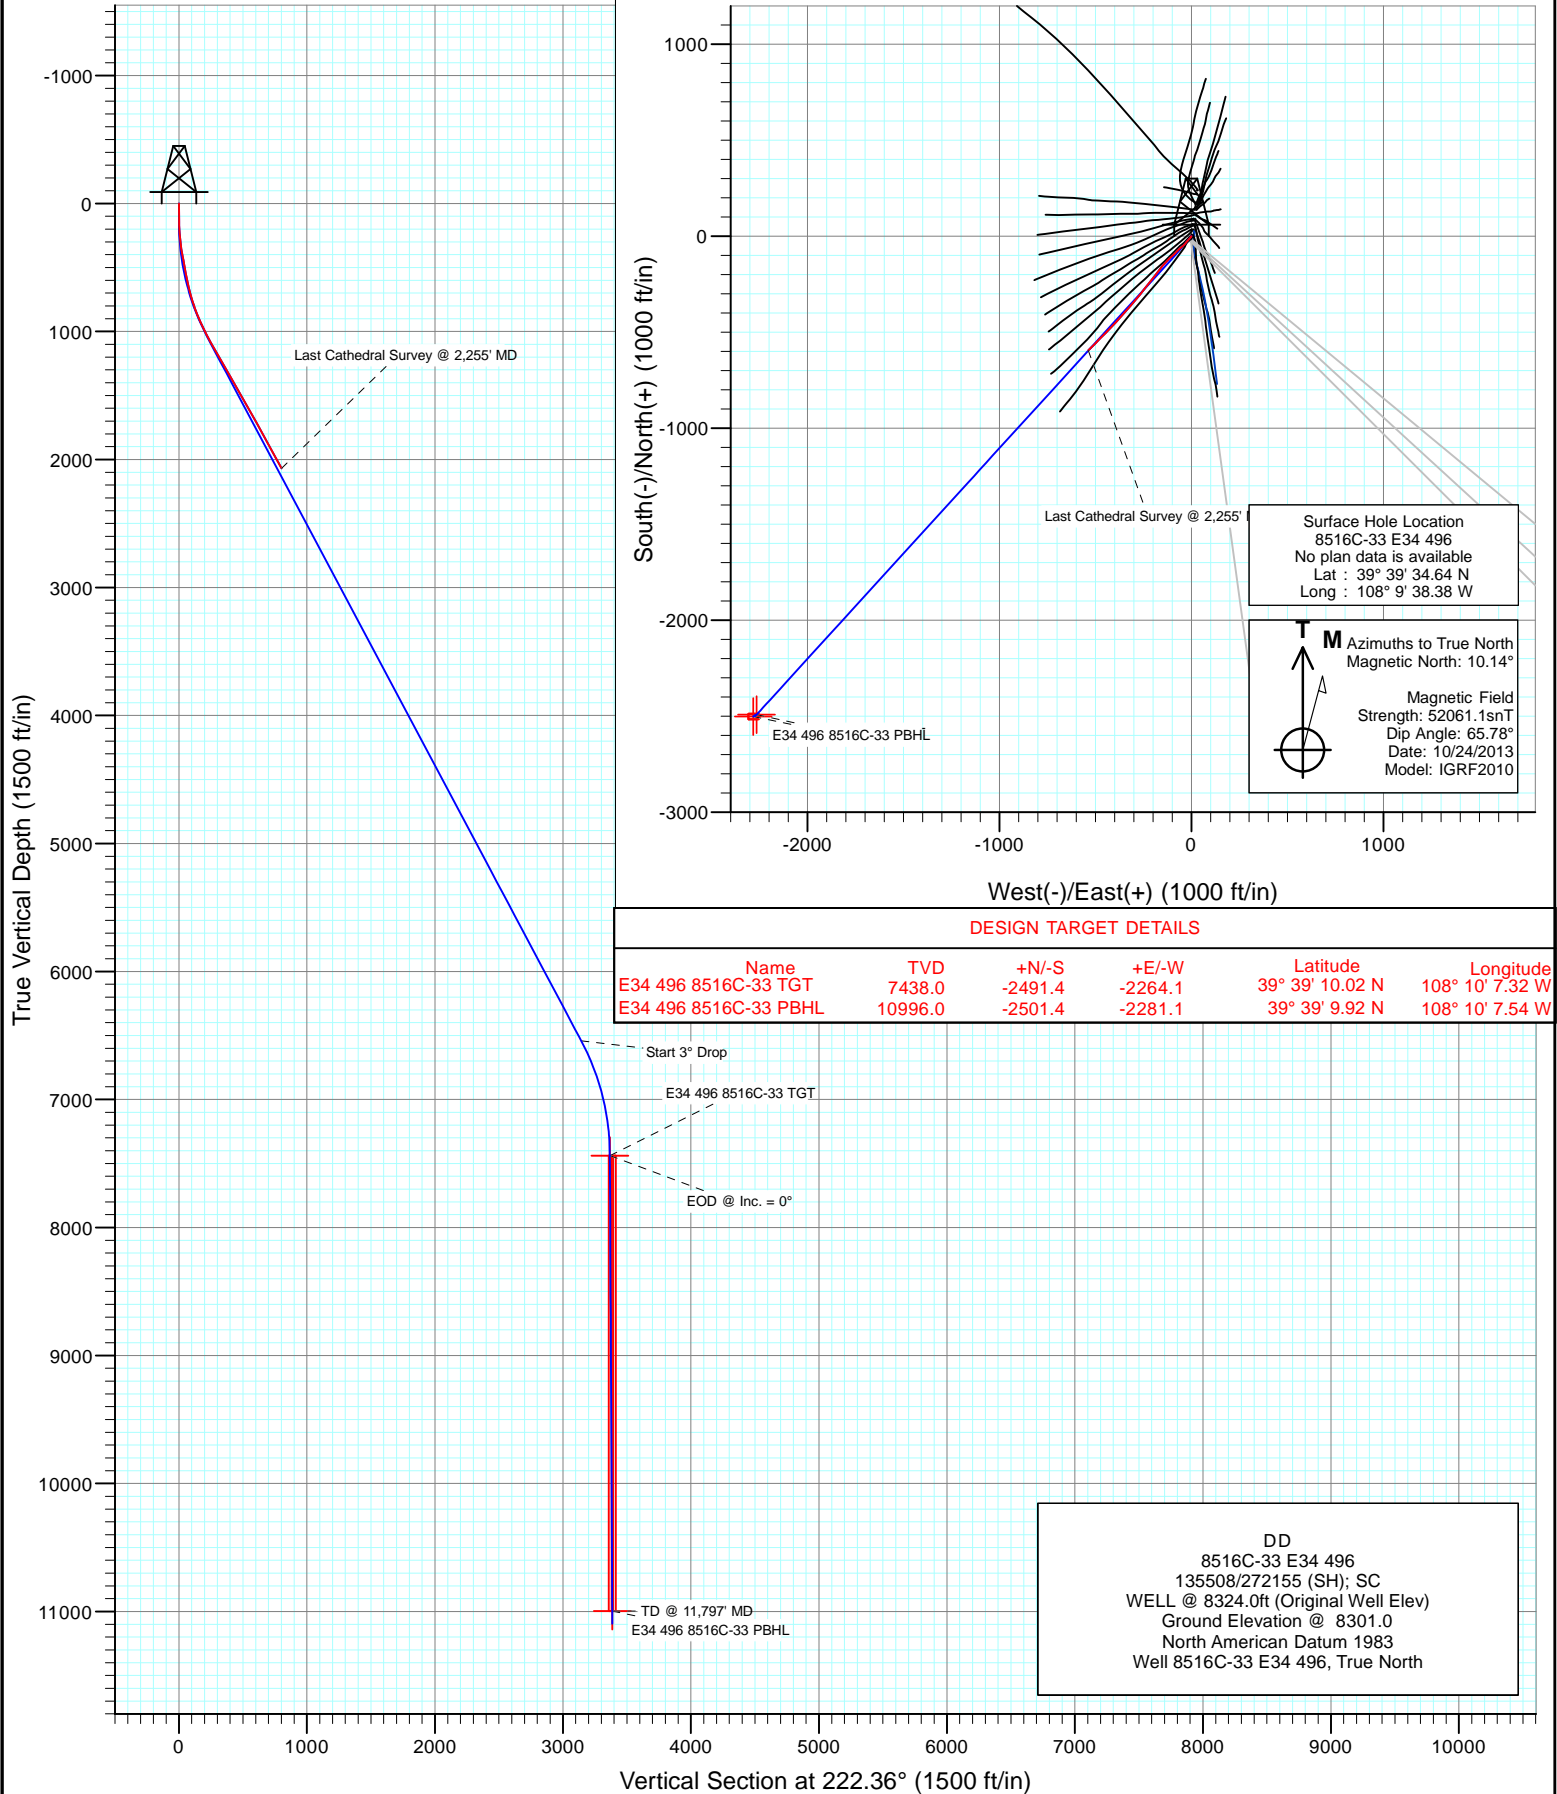 -1000
0
1000
2000
3000
4000
5000
6000
7000
8000
9000
10000
11000
True Vertical Depth (1500 ft/in)
Last Cathedral Survey @ 2,255' MD
Start 3° Drop
E34 496 8516C-33 TGT
EOD @ Inc. = 0°
TD @ 11,797' MD
E34 496 8516C-33 PBHL
0
1000
2000
3000
4000
5000
6000
7000
8000
9000
10000
Vertical Section at 222.36° (1500 ft/in)
1000
0
-1000
-2000
-3000
South(-)/North(+) (1000 ft/in)
Last Cathedral Survey @ 2,255'
E34 496 8516C-33 PBHL
-2000
-1000
0
1000
West(-)/East(+) (1000 ft/in)
Surface Hole Location
8516C-33 E34 496
No plan data is available
Lat : 39° 39' 34.64 N
Long : 108° 9' 38.38 W
T
M
Azimuths to True North
Magnetic North: 10.14°
Magnetic Field
Strength: 52061.1snT
Dip Angle: 65.78°
Date: 10/24/2013
Model: IGRF2010
DESIGN TARGET DETAILS
Name TVD +N/-S +E/-W Latitude Longitude
E34 496 8516C-33 TGT 7438.0 -2491.4 -2264.1 39° 39' 10.02 N 108° 10' 7.32 W
E34 496 8516C-33 PBHL 10996.0 -2501.4 -2281.1 39° 39' 9.92 N 108° 10' 7.54 W
DD
8516C-33 E34 496
135508/272155 (SH); SC
WELL @ 8324.0ft (Original Well Elev)
Ground Elevation @ 8301.0
North American Datum 1983
Well 8516C-33 E34 496, True North